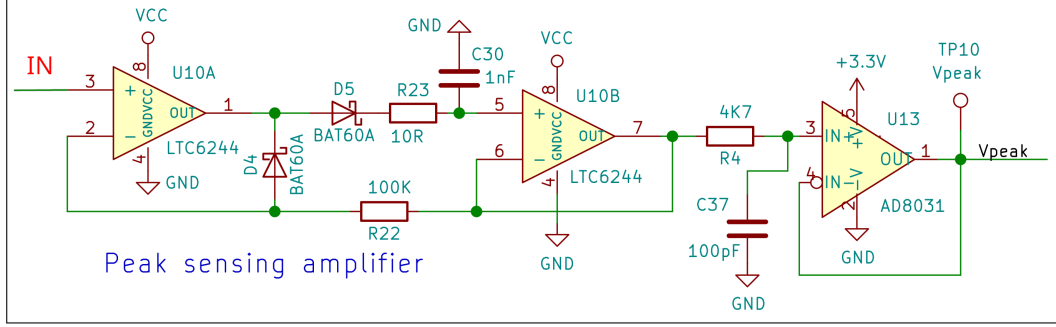 IN
VCC
8
3
+
U10A
GNDVCC
OUT
1
2
−
LTC6244
4
GND
D4
BAT60A
D5
BAT60A
R23
10R
GND
C30
1nF
100K
R22
VCC
8
5
+
U10B
GNDVCC
OUT
7
6
−
LTC6244
4
GND
4K7
R4
C37
100pF
GND
+3.3V
5
3
IN+
+V
U13
OUT
1
4
IN−
−V
2
AD8031
GND
TP10
Vpeak
Vpeak
Peak sensing amplifier